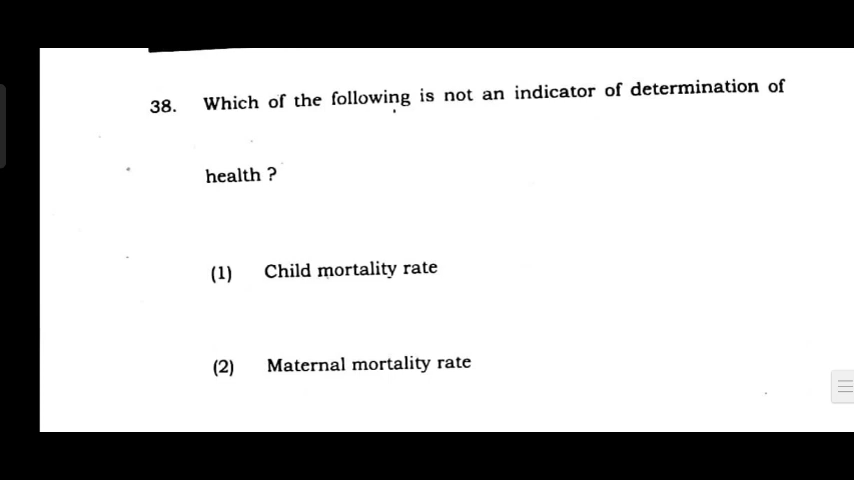 38. Which of the following is not an indicator of determination of
health ?
(1) Child mortality rate
(2) Maternal mortality rate